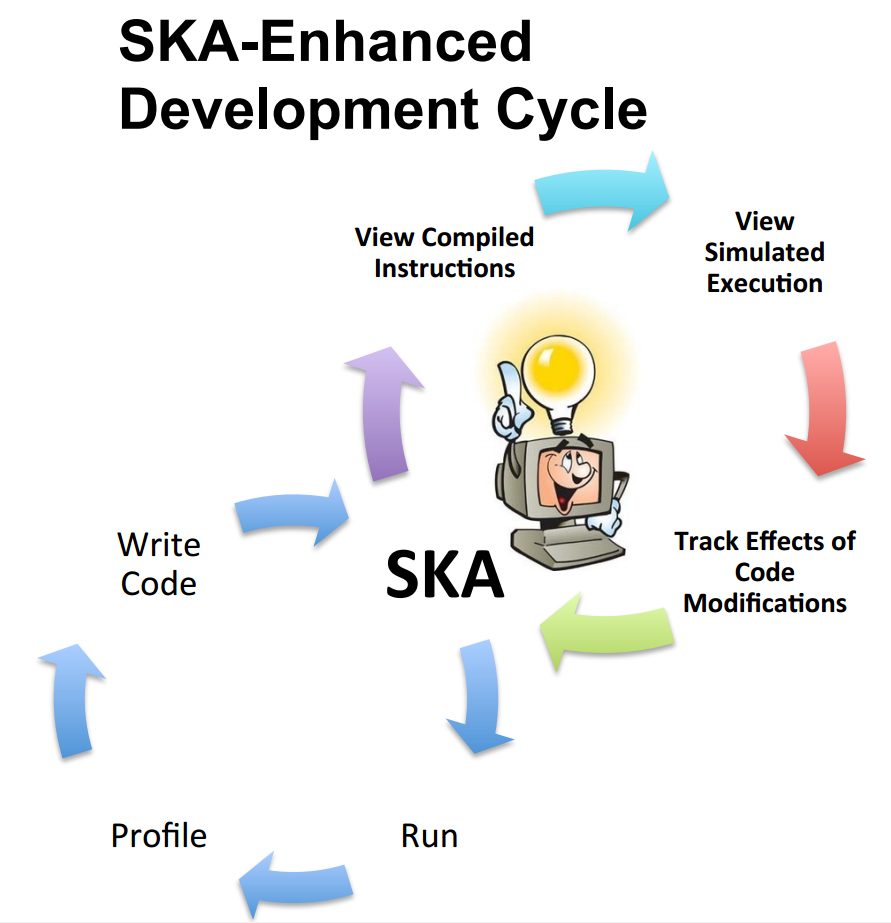 SKA-Enhanced
Development Cycle
View Compiled
Instructions
View
Simulated
Execution
Write
Code
SKA
Track Effects of
Code
Modifications
Profile
Run